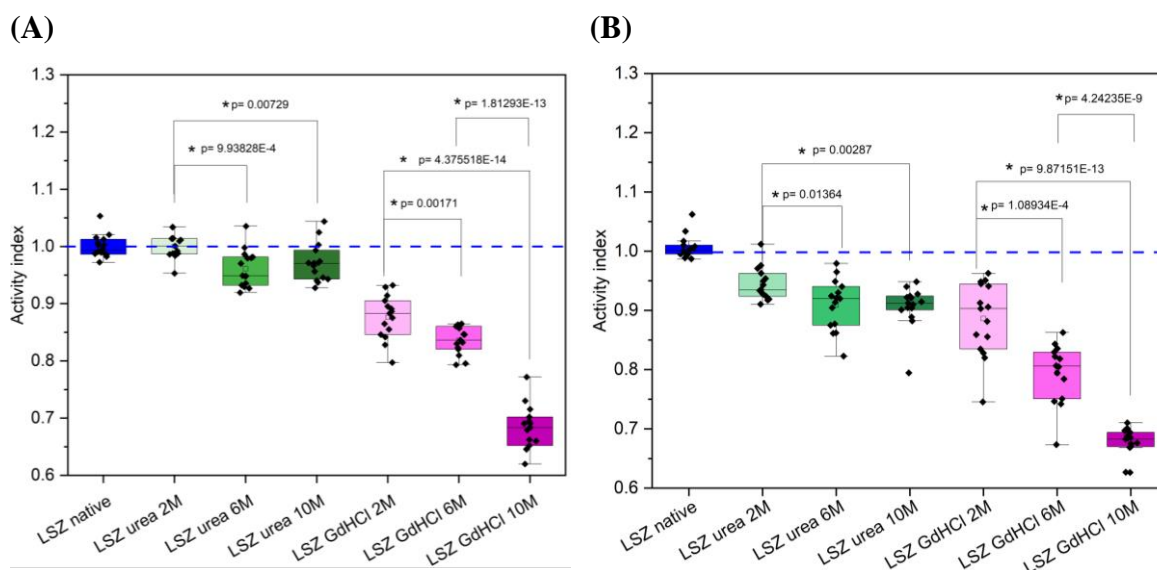 (A)
1.3
1.2
1.1
1.0
0.9
0.8
0.7
0.6
Activity index
* p= 0.00729
* p= 9.93828E-4
* p= 1.81293E-13
* p= 4.375518E-14
* p= 0.00171
LSZ native
LSZ urea 2M
LSZ urea 6M
LSZ urea 10M
LSZ GdHCl 2M
LSZ GdHCl 6M
LSZ GdHCl 10M
(B)
1.3
1.2
1.1
1.0
0.9
0.8
0.7
0.6
Activity index
* p= 0.00287
* p= 0.01364
* p= 4.24235E-9
* p= 9.87151E-13
* p= 1.08934E-4
LSZ native
LSZ urea 2M
LSZ urea 6M
LSZ urea 10M
LSZ GdHCl 2M
LSZ GdHCl 6M
LSZ GdHCl 10M